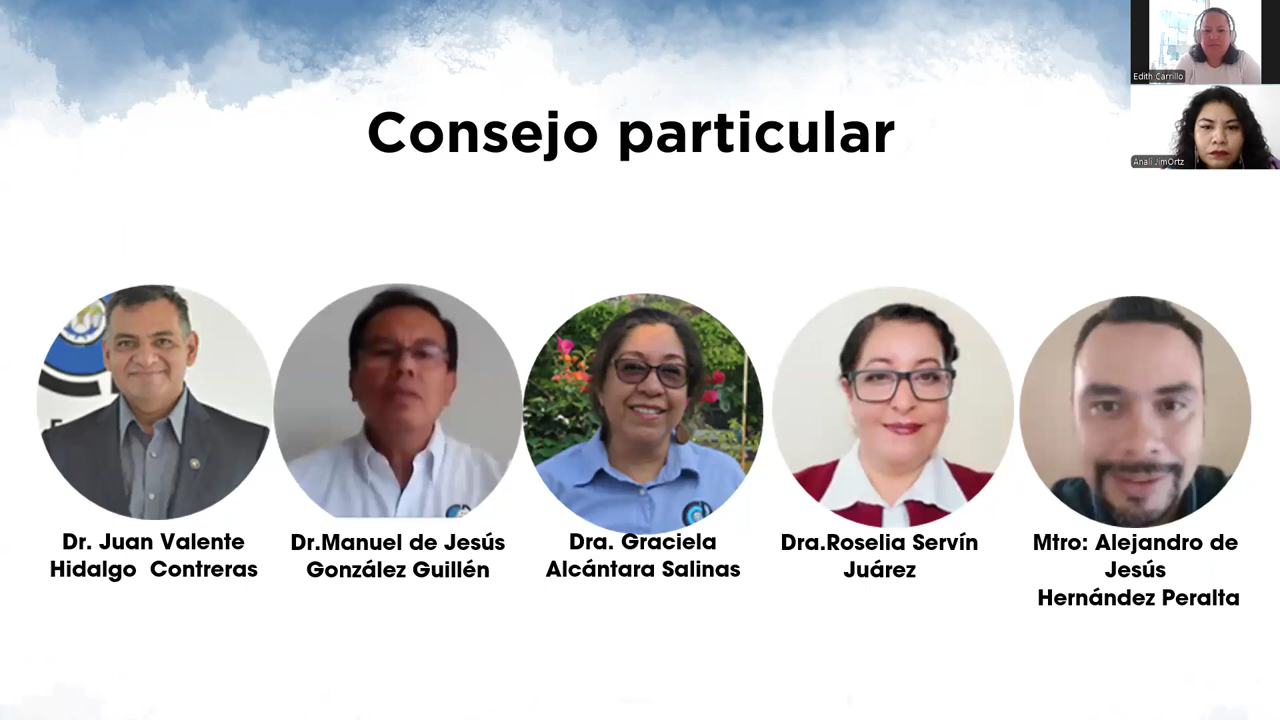 Edith Carrillo
Consejo particular
Analí JimOrtz
Dr. Juan Valente
Hidalgo Contreras
Dr.Manuel de Jesús
González Guillén
Dra. Graciela
Alcántara Salinas
Dra.Roselia Servín
Juárez
Mtro: Alejandro de
Jesús
Hernández Peralta